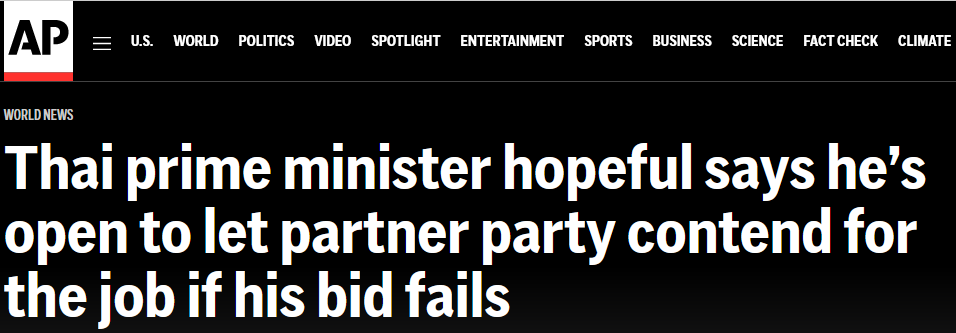 AP
U.S. WORLD POLITICS VIDEO SPOTLIGHT ENTERTAINMENT SPORTS BUSINESS SCIENCE FACT CHECK CLIMATE
WORLD NEWS
Thai prime minister hopeful says he’s
open to let partner party contend for
the job if his bid fails